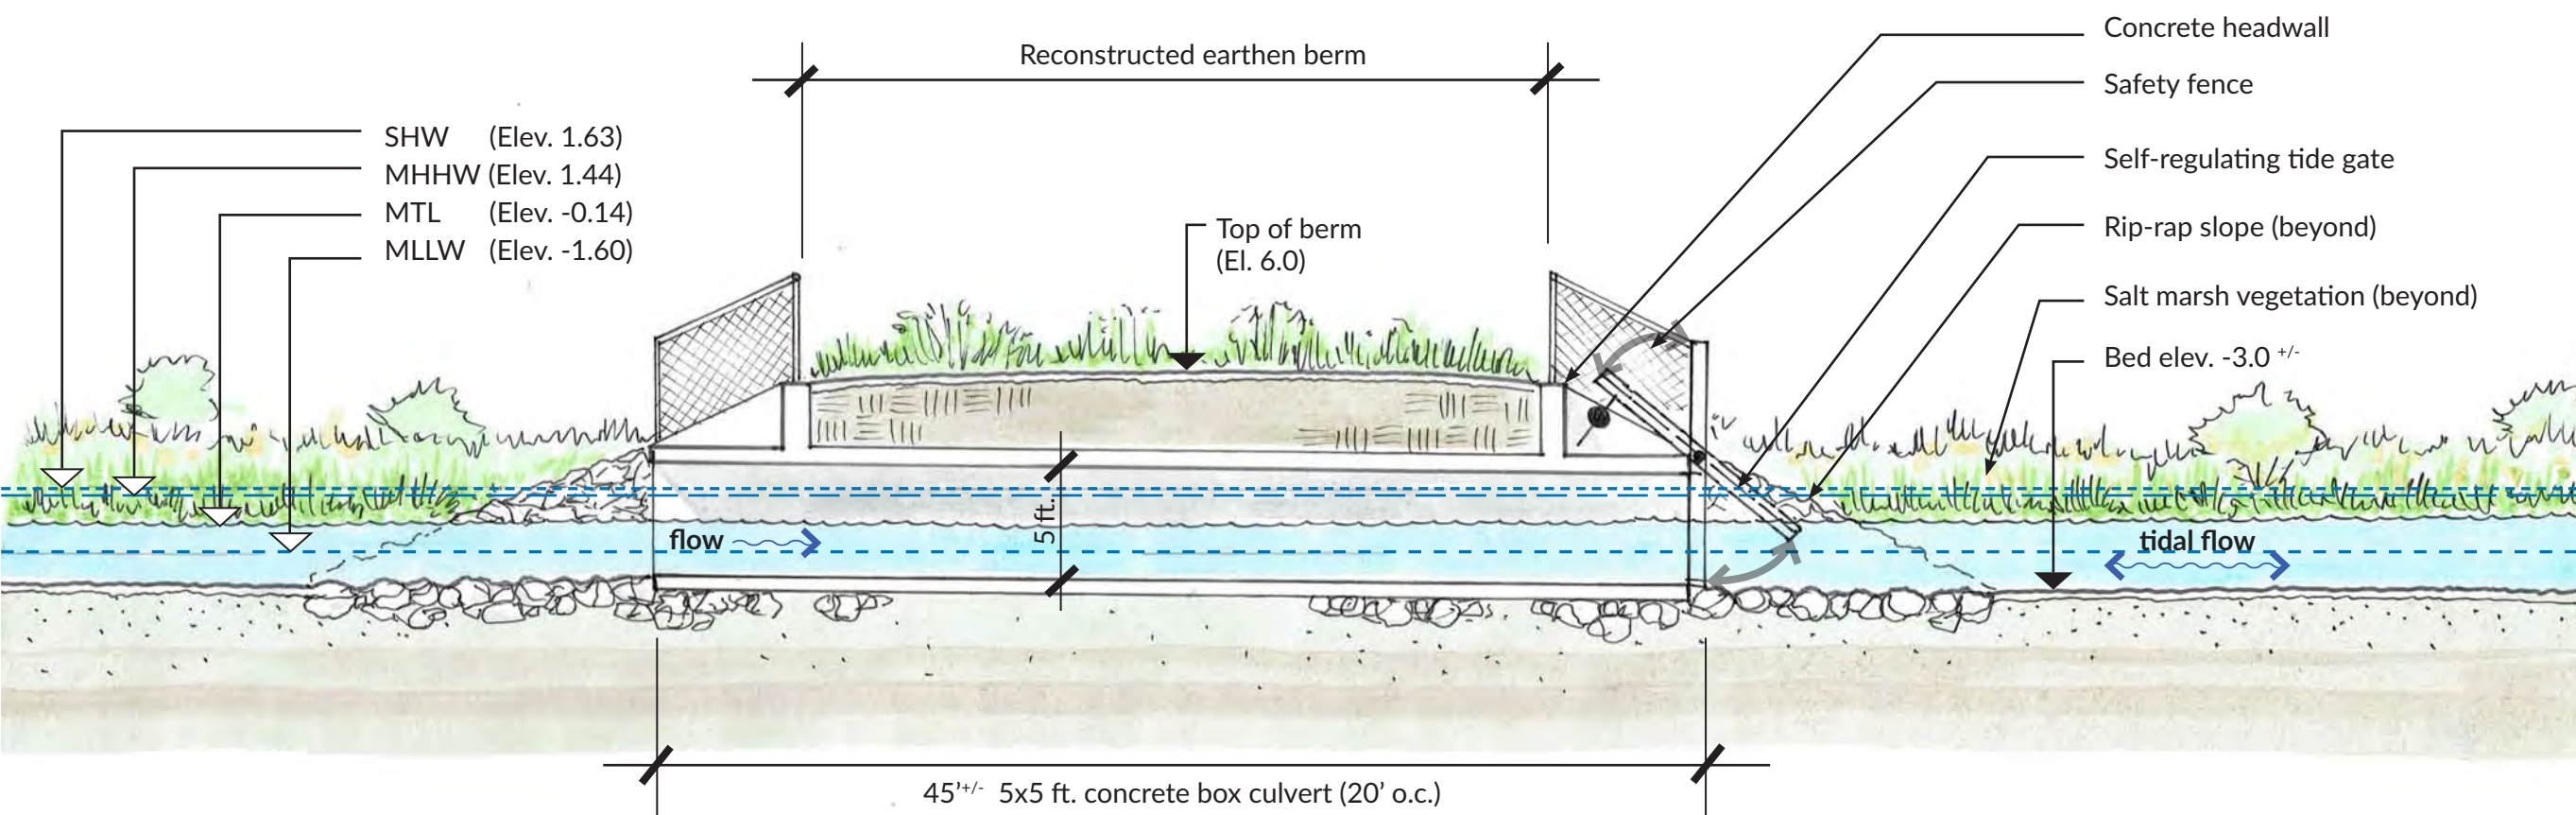 Reconstructed earthen berm
SHW (Elev. 1.63)
MHHW (Elev. 1.44)
MTL (Elev. -0.14)
MLLW (Elev. -1.60)
Top of berm
(El. 6.0)
Concrete headwall
Safety fence
Self-regulating tide gate
Rip-rap slope (beyond)
Salt marsh vegetation (beyond)
Bed elev. -3.0 +/-
flow
5 ft.
tidal flow
45'+/- 5x5 ft. concrete box culvert (20' o.c.)